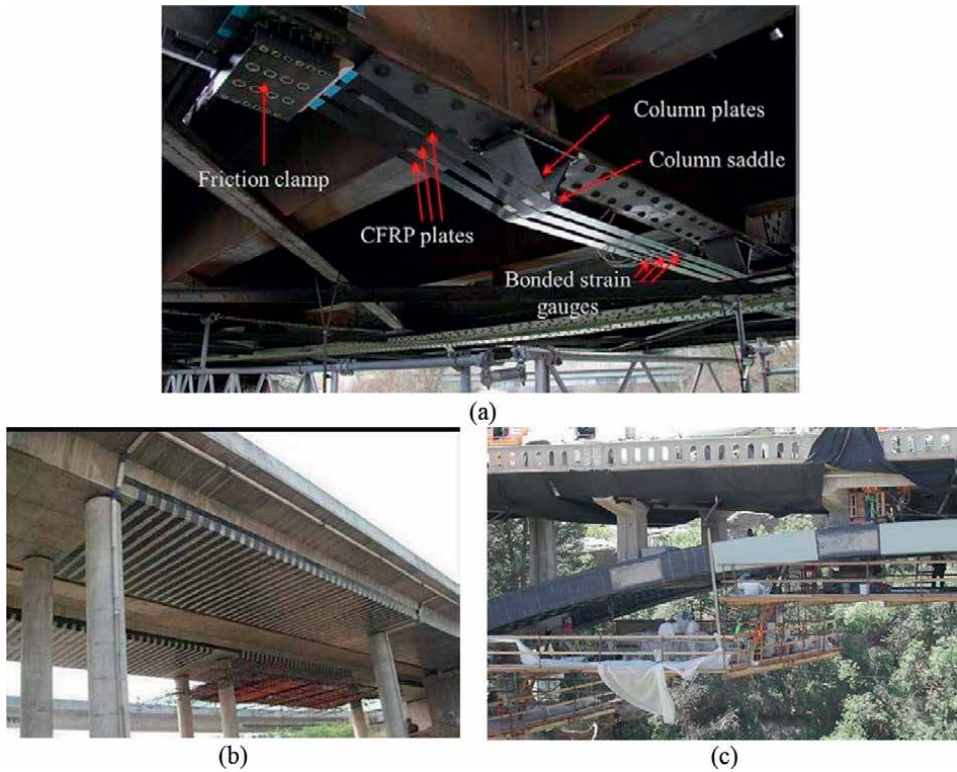 Column plates
Column saddle
Friction clamp
CFRP plates
Bonded strain
gauges
(a)
(b)
(c)